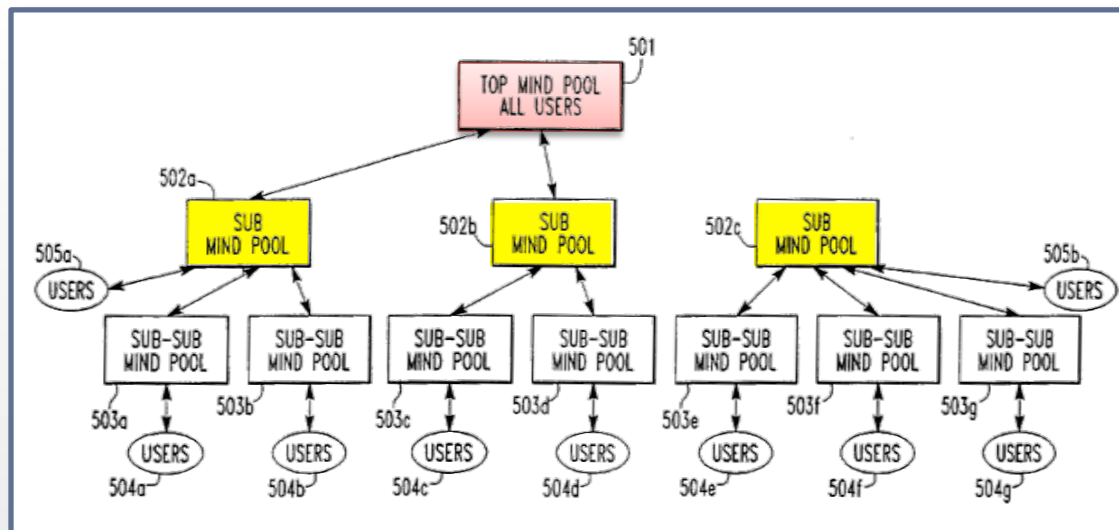 501
TOP MIND POOL
ALL USERS
502a
SUB
MIND POOL
502b
SUB
MIND POOL
502c
SUB
MIND POOL
505a
USERS
505b
USERS
SUB-SUB
MIND POOL
503a
SUB-SUB
MIND POOL
503b
SUB-SUB
MIND POOL
503c
SUB-SUB
MIND POOL
503d
SUB-SUB
MIND POOL
503e
SUB-SUB
MIND POOL
503f
SUB-SUB
MIND POOL
503g
USERS
504a
USERS
504b
USERS
504c
USERS
504d
USERS
504e
USERS
504f
USERS
504g